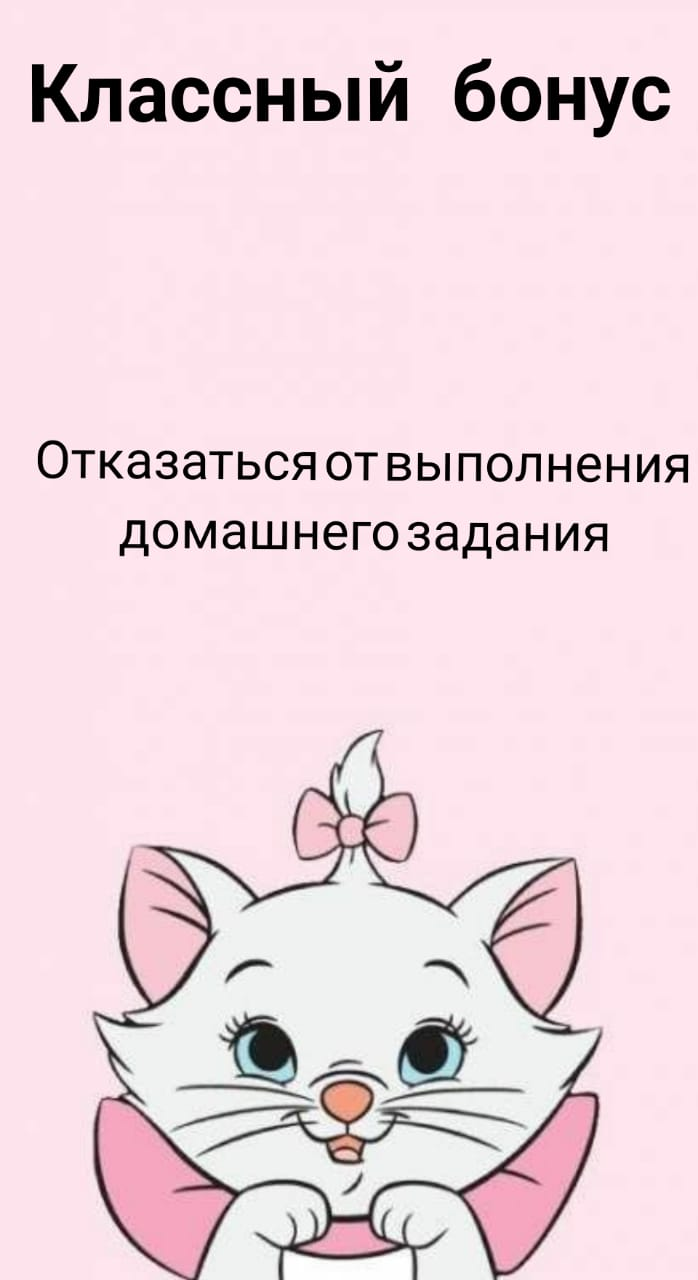 Классный бонус
Отказаться от выполнения
домашнего задания